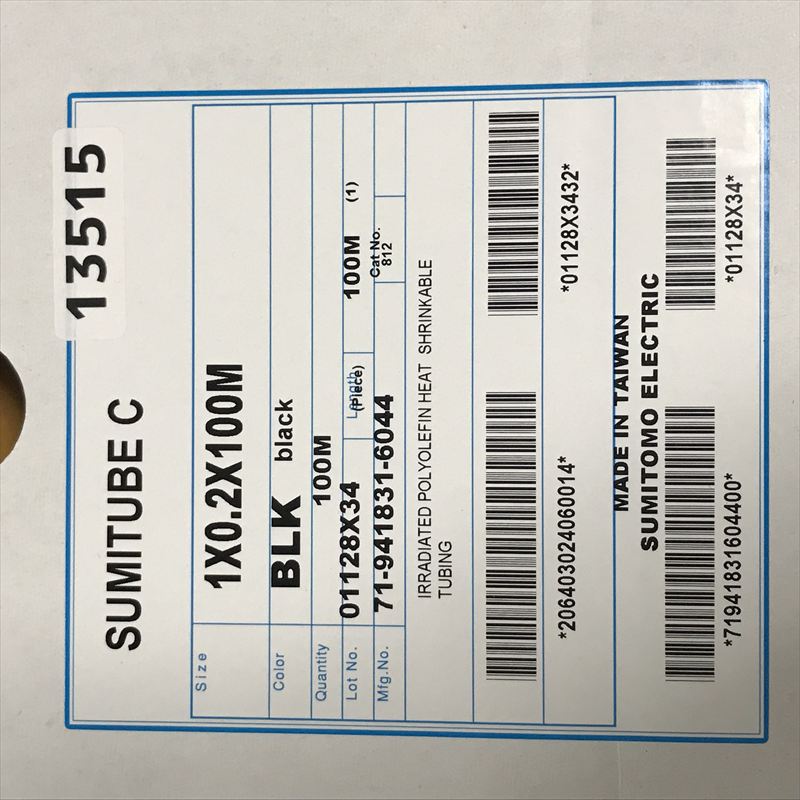 13515
SUMITUBE C
Size 1X0.2X100M
Color BLK black
Quantity 100M
Lot No. 01128X34 Length (Piece) 100M (1)
Mfg.No. 71-941831-6044 Cat No. 812
IRRADIATED POLYOLEFIN HEAT SHRINKABLE
TUBING
*2064030240600014* *01128X3432*
MADE IN TAIWAN
SUMITOMO ELECTRIC
*71941831604400* *01128X34*